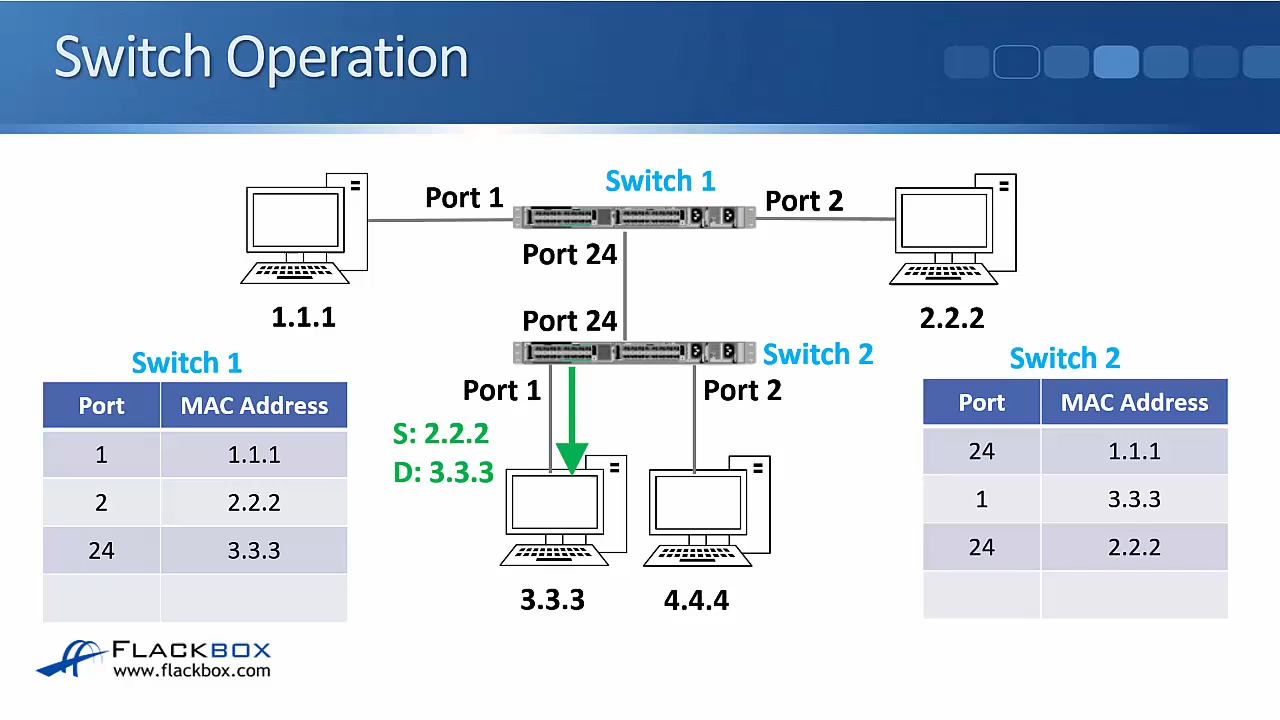 Switch Operation
Switch 1
Port 1
Port 2
Port 24
1.1.1
2.2.2
Port 24
Switch 2
Port 1
Port 2
S: 2.2.2
D: 3.3.3
3.3.3
4.4.4
Switch 1
Port MAC Address
1 1.1.1
2 2.2.2
24 3.3.3
Switch 2
Port MAC Address
24 1.1.1
1 3.3.3
24 2.2.2
FLACKBOX
www.flackbox.com